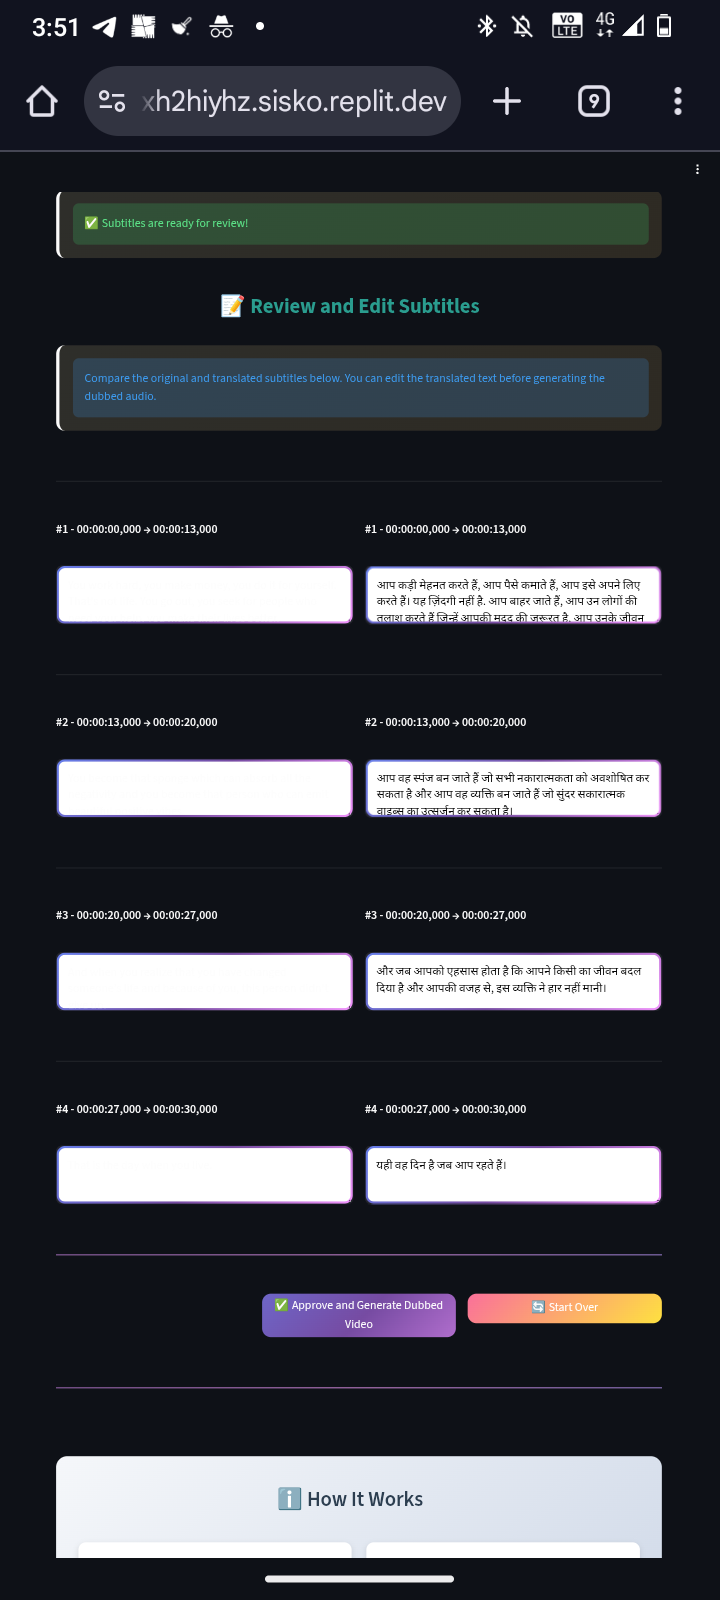 3:51
VO
LTE
4G
xh2hiyhz.sisko.replit.dev
9
✅ Subtitles are ready for review!
📝 Review and Edit Subtitles
Compare the original and translated subtitles below. You can edit the translated text before generating the
dubbed audio.
#1 - 00:00:00,000 → 00:00:13,000
#1 - 00:00:00,000 → 00:00:13,000
आप कड़ी मेहनत करते हैं, आप पैसे कमाते हैं, आप इसे अपने लिए
करते हैं। यह ज़िंदगी नहीं है. आप बाहर जाते हैं, आप उन लोगों की
तलाश करते हैं जिन्हें आपकी मदद की ज़रूरत है, आप उनके जीवन
#2 - 00:00:13,000 → 00:00:20,000
#2 - 00:00:13,000 → 00:00:20,000
आप वह स्पंज बन जाते हैं जो सभी नकारात्मकता को अवशोषित कर
सकता है और आप वह व्यक्ति बन जाते हैं जो सुंदर सकारात्मक
वाइब्स का उत्सर्जन कर सकता है।
#3 - 00:00:20,000 → 00:00:27,000
#3 - 00:00:20,000 → 00:00:27,000
और जब आपको एहसास होता है कि आपने किसी का जीवन बदल
दिया है और आपकी वजह से, इस व्यक्ति ने हार नहीं मानी।
#4 - 00:00:27,000 → 00:00:30,000
#4 - 00:00:27,000 → 00:00:30,000
यही वह दिन है जब आप रहते हैं।
✅ Approve and Generate Dubbed
Video
🔄 Start Over
ℹ️ How It Works